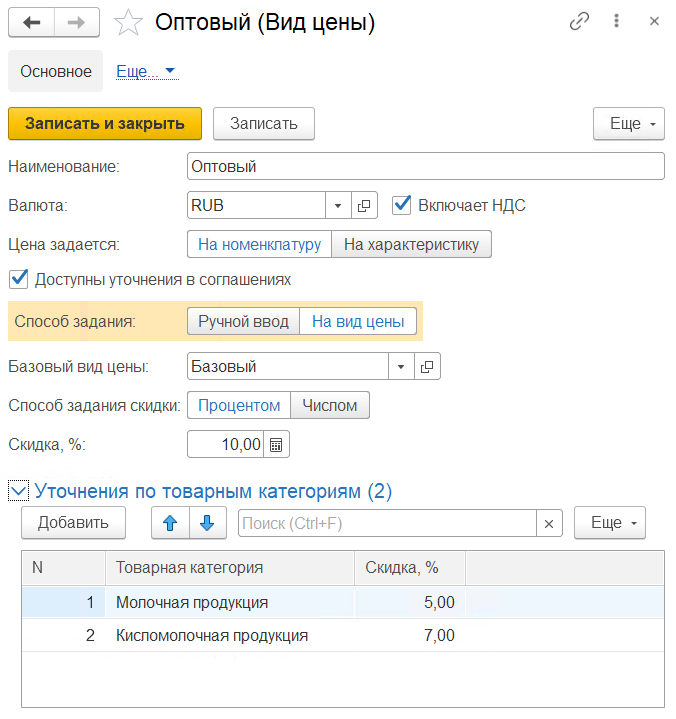 Оптовый (Вид цены)
Основное Еще...
Записать и закрыть Записать Еще
Наименование: Оптовый
Валюта: RUB Включает НДС
Цена задается: На номенклатуру На характеристику
Доступны уточнения в соглашениях
Способ задания: Ручной ввод На вид цены
Базовый вид цены: Базовый
Способ задания скидки: Процентом Числом
Скидка, %: 10,00
Уточнения по товарным категориям (2)
Добавить Поиск (Ctrl+F) Еще
N Товарная категория Скидка, %
1 Молочная продукция 5,00
2 Кисломолочная продукция 7,00